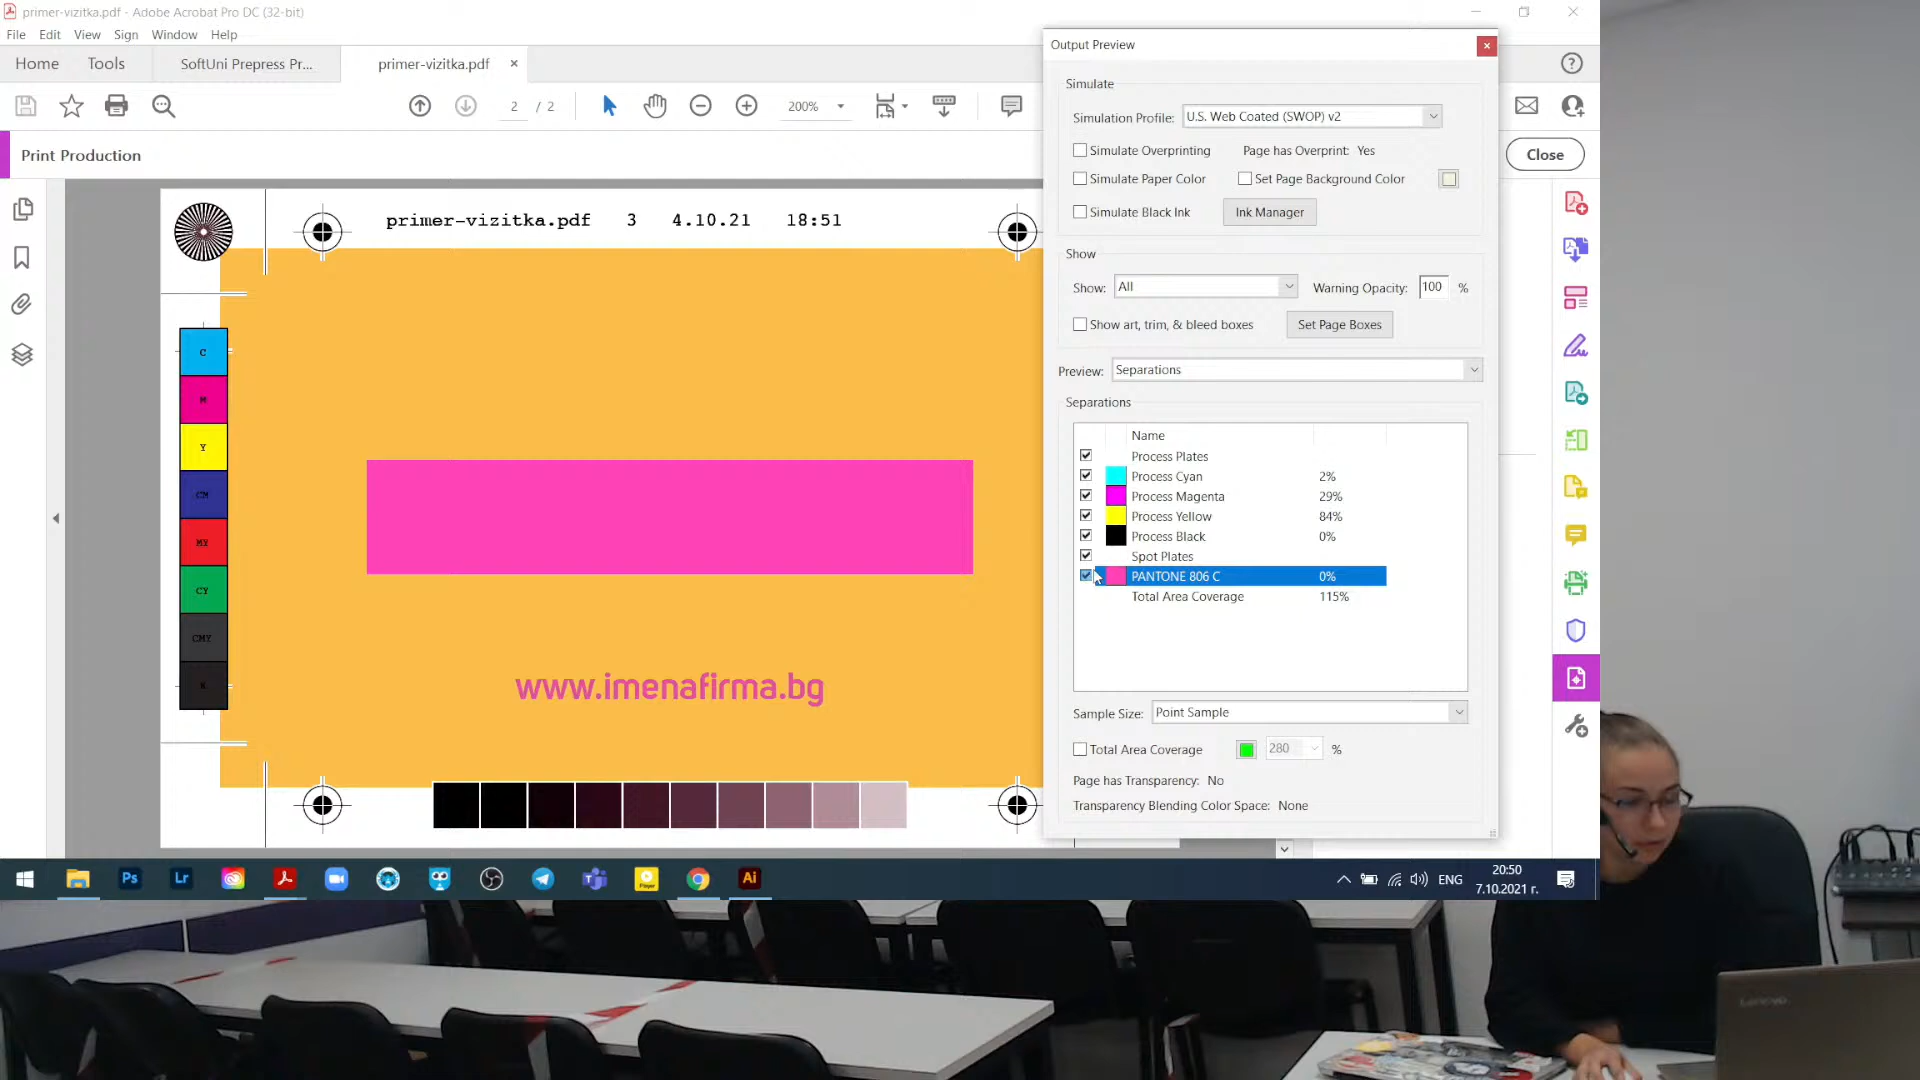 primer-vizitka.pdf - Adobe Acrobat Pro DC (32-bit)
File Edit View Sign Window Help
Home Tools SoftUni Prepress Pr... primer-vizitka.pdf ×
2 / 2 200%
Print Production
Close
primer-vizitka.pdf 3 4.10.21 18:51
C
M
Y
CM
MY
CY
CMY
K
www.imenafirma.bg
Output Preview
Simulate
Simulation Profile: U.S. Web Coated (SWOP) v2
Simulate Overprinting Page has Overprint: Yes
Simulate Paper Color Set Page Background Color
Simulate Black Ink Ink Manager
Show
Show: All Warning Opacity: 100 %
Show art, trim, & bleed boxes Set Page Boxes
Preview: Separations
Separations
Name
Process Plates
Process Cyan 2%
Process Magenta 29%
Process Yellow 84%
Process Black 0%
Spot Plates
PANTONE 806 C 0%
Total Area Coverage 115%
Sample Size: Point Sample
Total Area Coverage 280 %
Page has Transparency: No
Transparency Blending Color Space: None
Ps Lr Ai
Player
ENG
20:50
7.10.2021 г.
Lenovo